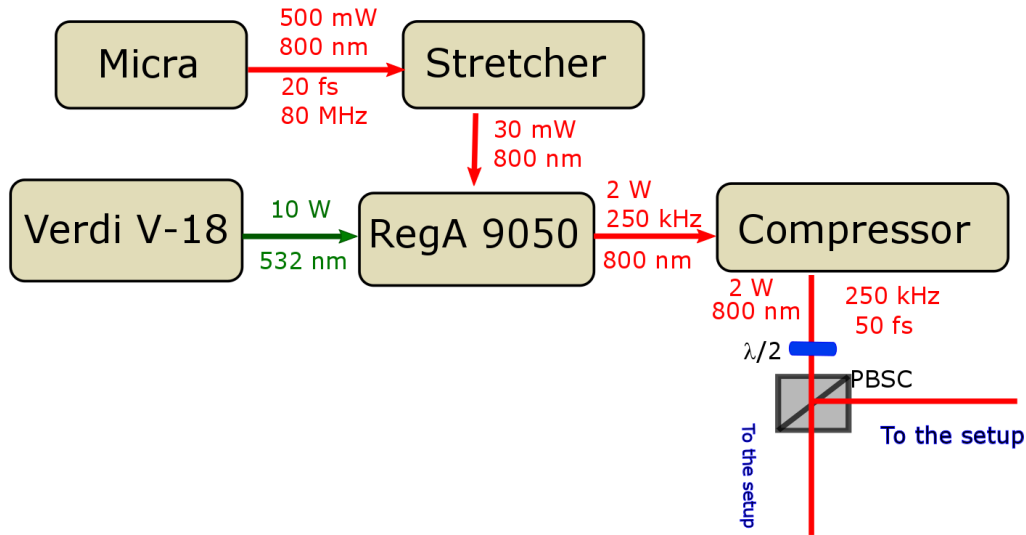 500 mW
800 nm
Micra
Stretcher
20 fs
80 MHz
30 mW
800 nm
Verdi V-18
10 W
532 nm
RegA 9050
2 W
250 kHz
800 nm
Compressor
2 W
800 nm
250 kHz
50 fs
λ/2
PBSC
To the setup
To the setup